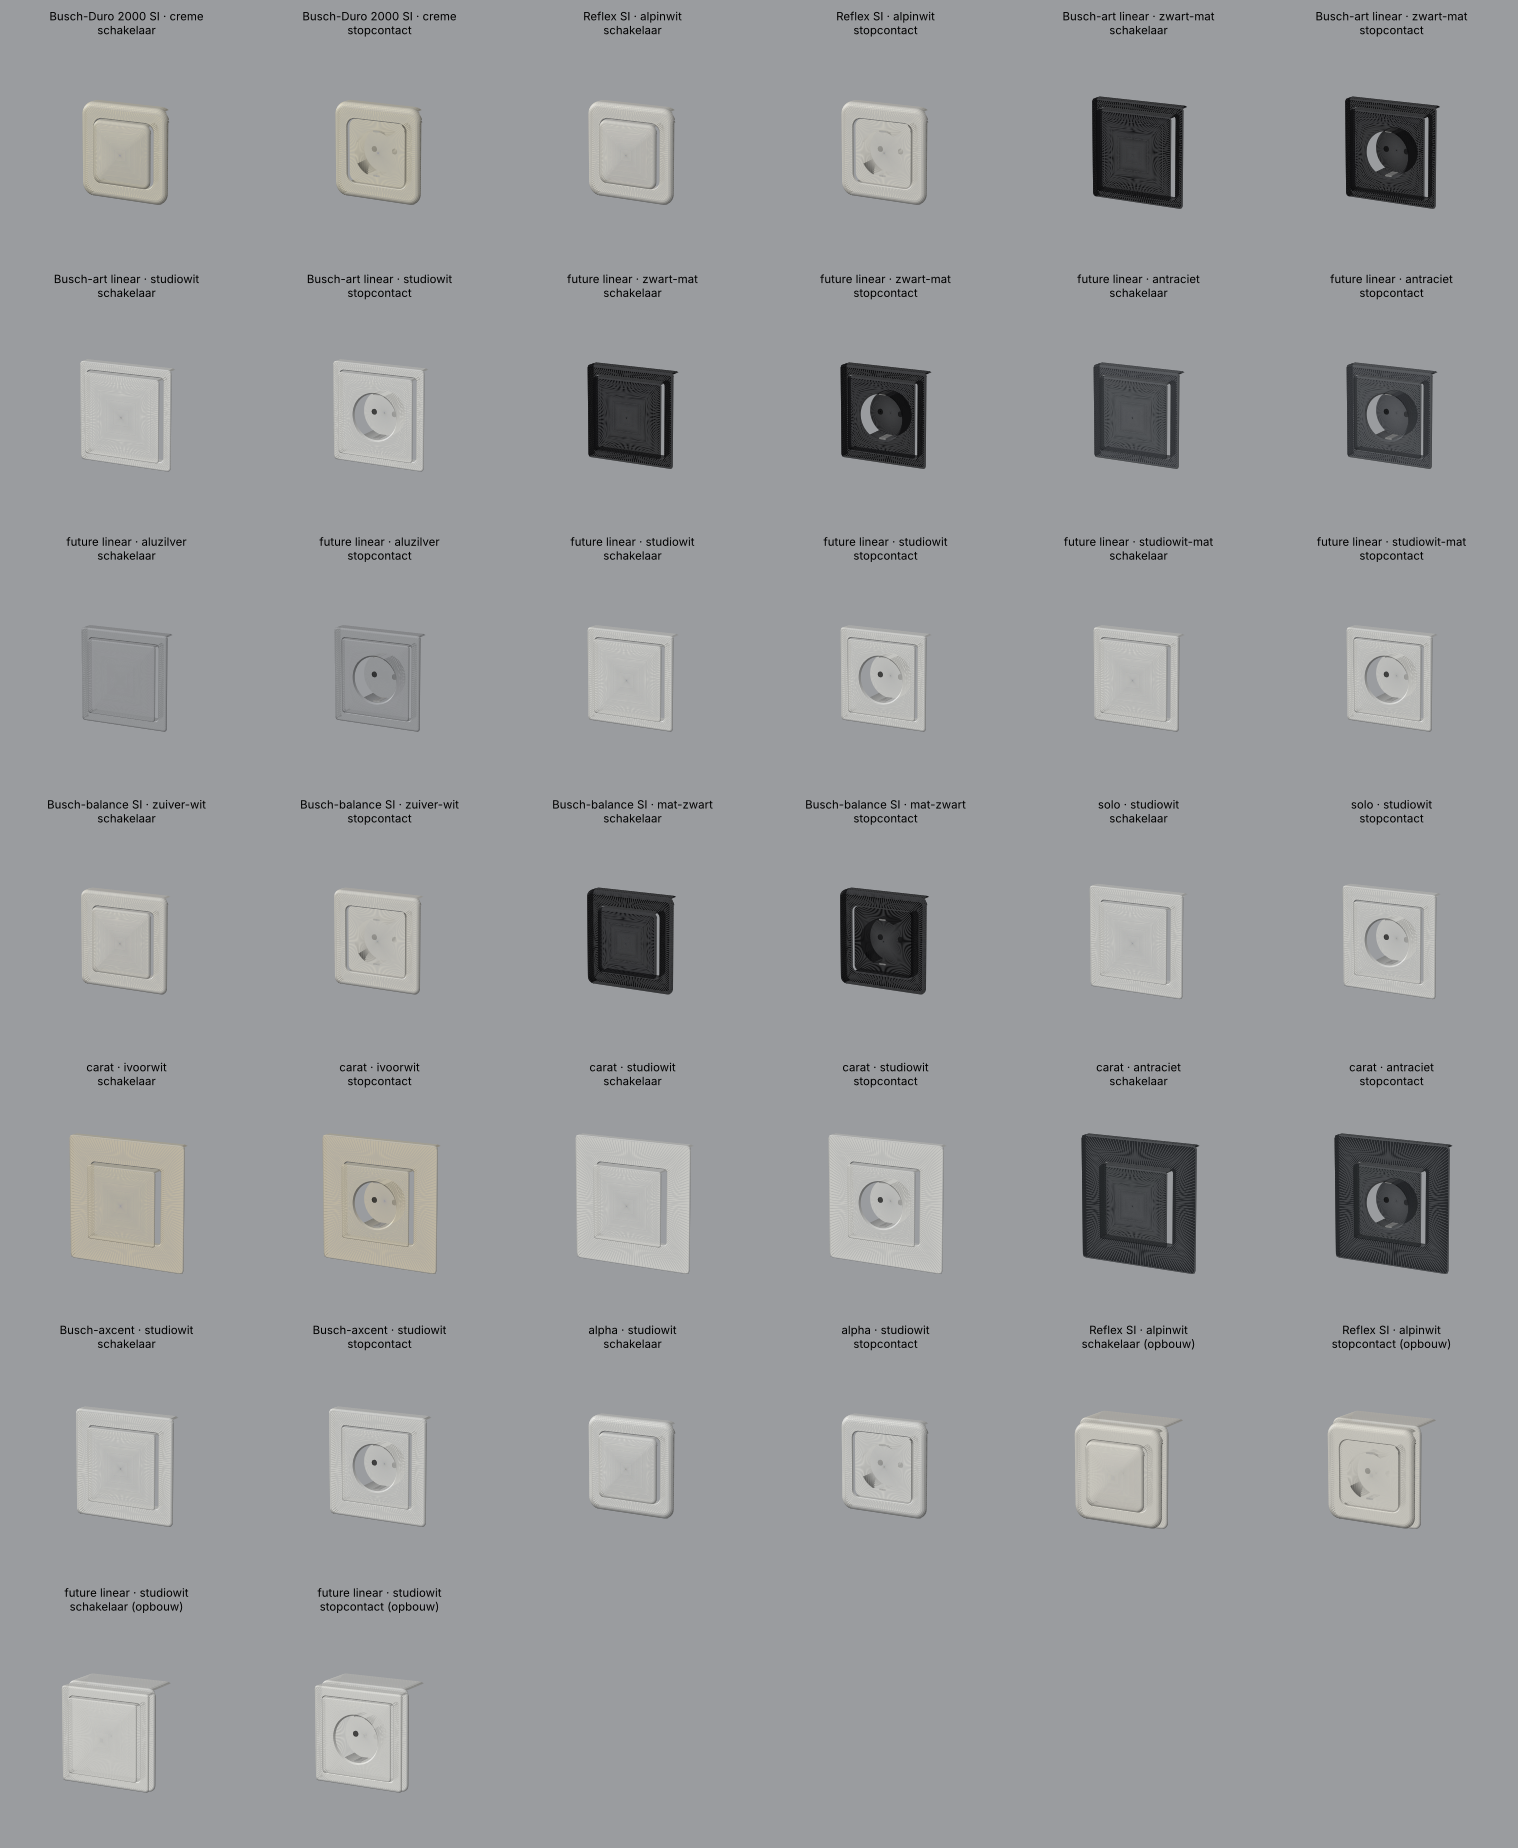 Busch-Duro 2000 SI · creme
schakelaar
Busch-Duro 2000 SI · creme
stopcontact
Reflex SI · alpinwit
schakelaar
Reflex SI · alpinwit
stopcontact
Busch-art linear · zwart-mat
schakelaar
Busch-art linear · zwart-mat
stopcontact
Busch-art linear · studiowit
schakelaar
Busch-art linear · studiowit
stopcontact
future linear · zwart-mat
schakelaar
future linear · zwart-mat
stopcontact
future linear · antraciet
schakelaar
future linear · antraciet
stopcontact
future linear · aluzilver
schakelaar
future linear · aluzilver
stopcontact
future linear · studiowit
schakelaar
future linear · studiowit
stopcontact
future linear · studiowit-mat
schakelaar
future linear · studiowit-mat
stopcontact
Busch-balance SI · zuiver-wit
schakelaar
Busch-balance SI · zuiver-wit
stopcontact
Busch-balance SI · mat-zwart
schakelaar
Busch-balance SI · mat-zwart
stopcontact
solo · studiowit
schakelaar
solo · studiowit
stopcontact
carat · ivoorwit
schakelaar
carat · ivoorwit
stopcontact
carat · studiowit
schakelaar
carat · studiowit
stopcontact
carat · antraciet
schakelaar
carat · antraciet
stopcontact
Busch-axcent · studiowit
schakelaar
Busch-axcent · studiowit
stopcontact
alpha · studiowit
schakelaar
alpha · studiowit
stopcontact
Reflex SI · alpinwit
schakelaar (opbouw)
Reflex SI · alpinwit
stopcontact (opbouw)
future linear · studiowit
schakelaar (opbouw)
future linear · studiowit
stopcontact (opbouw)